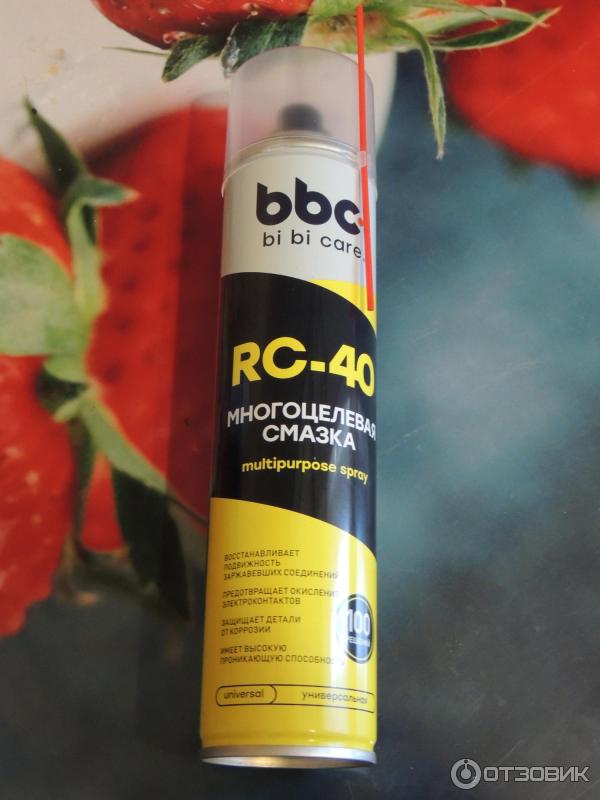 bbc
bi bi care
RC-40
МНОГОЦЕЛЕВАЯ
СМАЗКА
multipurpose spray
ВОССТАНАВЛИВАЕТ
ПОДВИЖНОСТЬ
ЗАРЖАВЕВШИХ СОЕДИНЕНИЙ
ПРЕДОТВРАЩАЕТ ОКИСЛЕНИЕ
ЭЛЕКТРОКОНТАКТОВ
ЗАЩИЩАЕТ ДЕТАЛИ
ОТ КОРРОЗИИ
ИМЕЕТ ВЫСОКУЮ
ПРОНИКАЮЩУЮ СПОСОБНОСТЬ
100
universal
универсальная
ОТЗОВИК